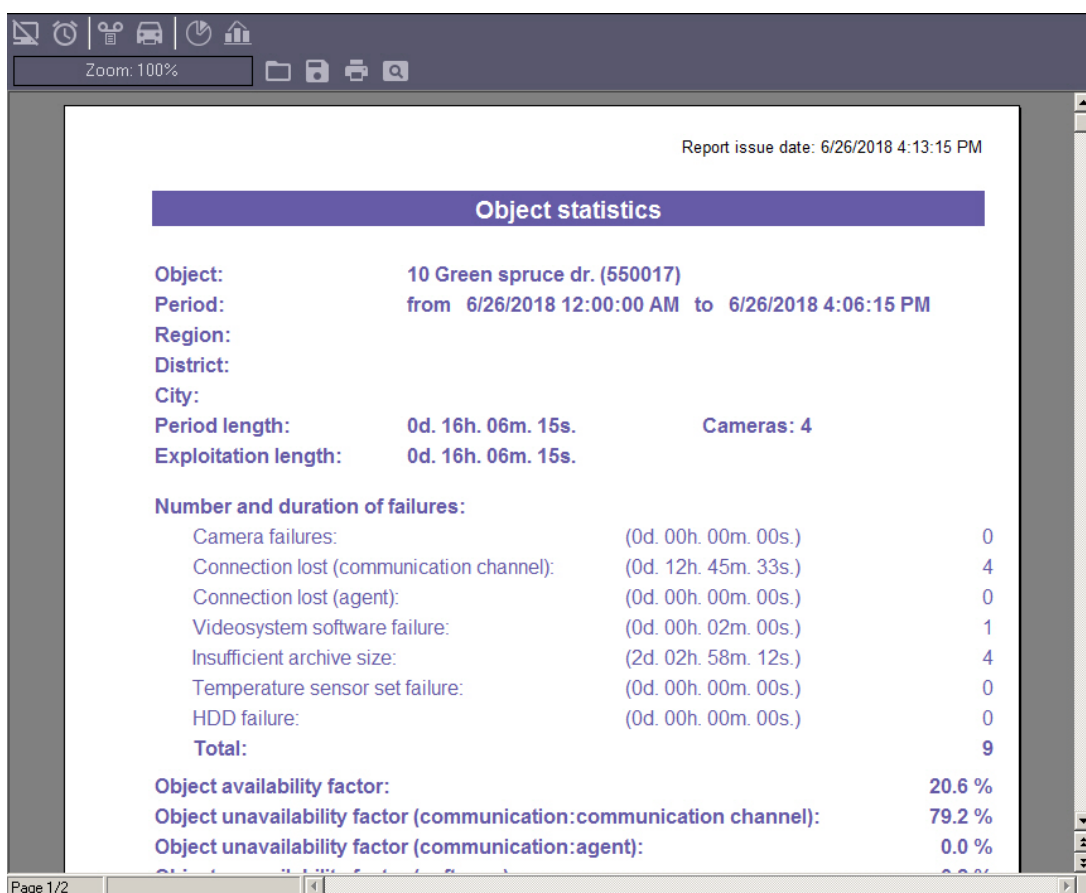 Zoom: 100%
Report issue date: 6/26/2018 4:13:15 PM
Object statistics
Object: 10 Green spruce dr. (550017)
Period: from 6/26/2018 12:00:00 AM to 6/26/2018 4:06:15 PM
Region:
District:
City:
Period length: 0d. 16h. 06m. 15s. Cameras: 4
Exploitation length: 0d. 16h. 06m. 15s.
Number and duration of failures:
Camera failures: (0d. 00h. 00m. 00s.) 0
Connection lost (communication channel): (0d. 12h. 45m. 33s.) 4
Connection lost (agent): (0d. 00h. 00m. 00s.) 0
Videosystem software failure: (0d. 00h. 02m. 00s.) 1
Insufficient archive size: (2d. 02h. 58m. 12s.) 4
Temperature sensor set failure: (0d. 00h. 00m. 00s.) 0
HDD failure: (0d. 00h. 00m. 00s.) 0
Total: 9
Object availability factor: 20.6 %
Object unavailability factor (communication:communication channel): 79.2 %
Object unavailability factor (communication:agent): 0.0 %
Page 1/2